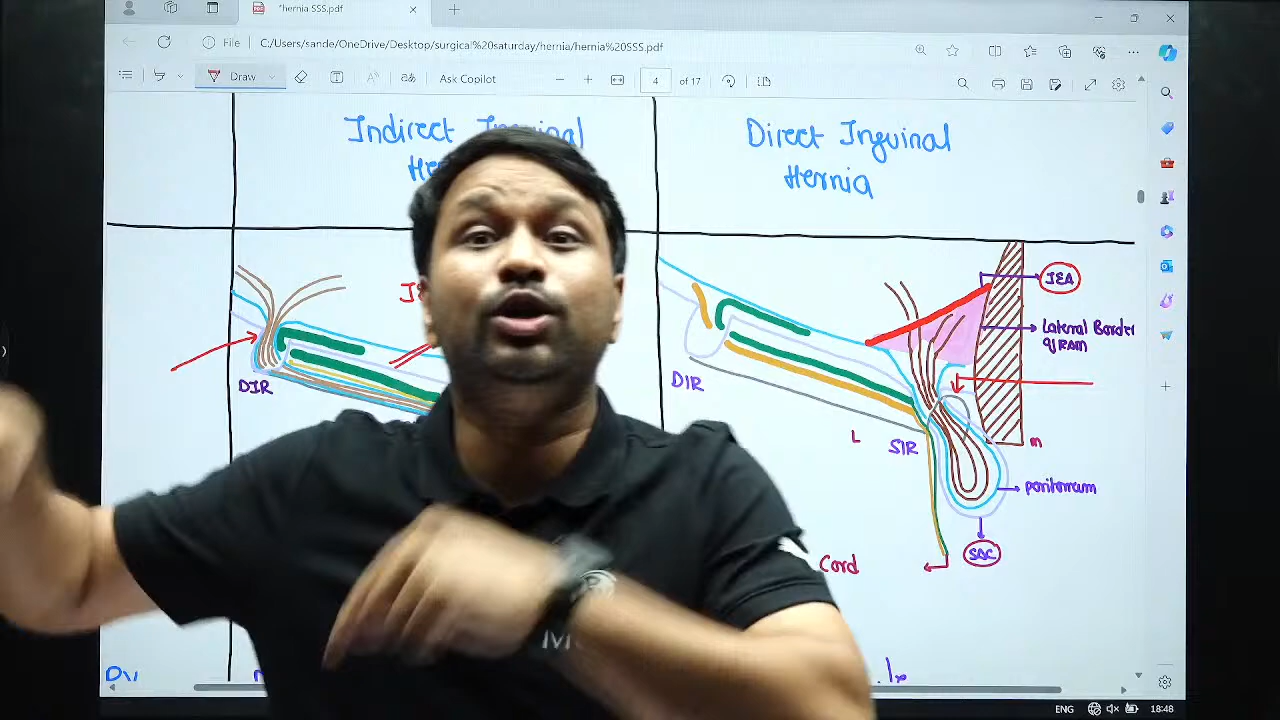 *hernia SSS.pdf
File C:/Users/sande/OneDrive/Desktop/surgical%20saturday/hernia/hernia%20SSS.pdf
Draw Ask Copilot 4 of 17
Indirect
Direct Inguinal
Hernia
IEA
Lateral Border
of RAM
DIR
DIR
L
SIR
m
peritoneum
SAC
Cord
ENG 18:48